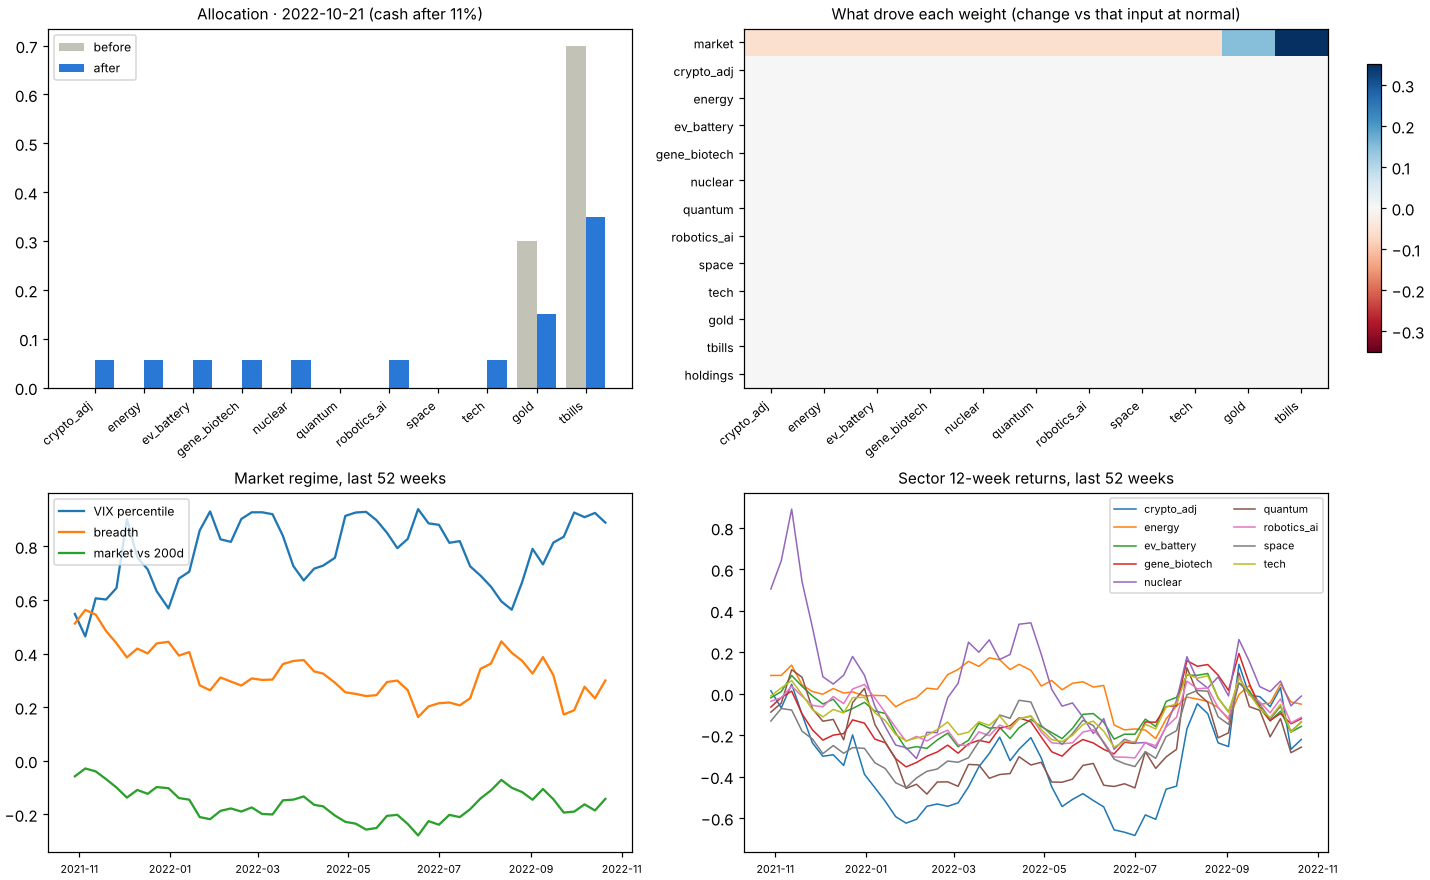 Allocation · 2022-10-21 (cash after 11%)
before
after
0.7
0.6
0.5
0.4
0.3
0.2
0.1
0.0
crypto_adj
energy
ev_battery
gene_biotech
nuclear
quantum
robotics_ai
space
tech
gold
tbills
What drove each weight (change vs that input at normal)
market
crypto_adj
energy
ev_battery
gene_biotech
nuclear
quantum
robotics_ai
space
tech
gold
tbills
holdings
crypto_adj
energy
ev_battery
gene_biotech
nuclear
quantum
robotics_ai
space
tech
gold
tbills
0.3
0.2
0.1
0.0
−0.1
−0.2
−0.3
Market regime, last 52 weeks
VIX percentile
breadth
market vs 200d
0.8
0.6
0.4
0.2
0.0
−0.2
2021-11
2022-01
2022-03
2022-05
2022-07
2022-09
2022-11
Sector 12-week returns, last 52 weeks
crypto_adj
energy
ev_battery
gene_biotech
nuclear
quantum
robotics_ai
space
tech
0.8
0.6
0.4
0.2
0.0
−0.2
−0.4
−0.6
2021-11
2022-01
2022-03
2022-05
2022-07
2022-09
2022-11